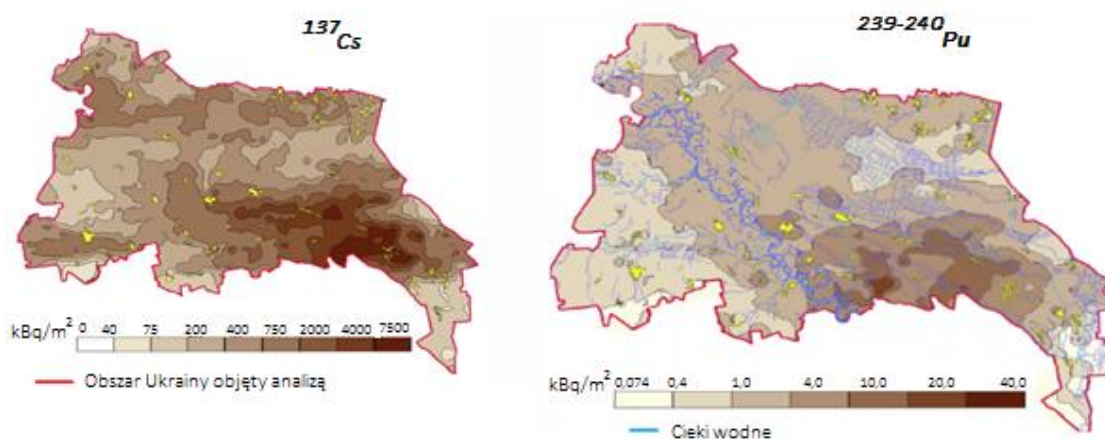 137Cs
239-240Pu
kBq/m² 0 40 75 200 400 750 2000 4000 7500
Obszar Ukrainy objęty analizą
kBq/m² 0,074 0,4 1,0 4,0 10,0 20,0 40,0
Cieki wodne